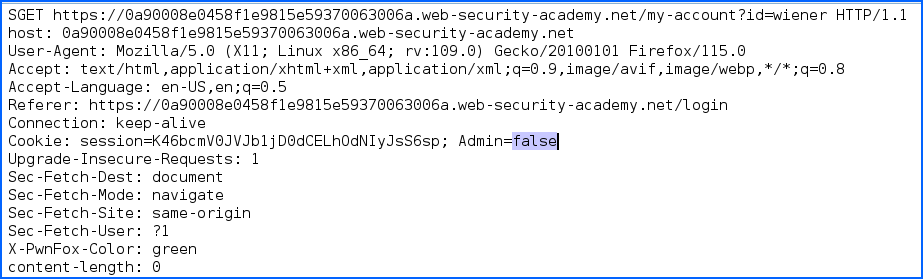 SGET https://0a90008e0458f1e9815e59370063006a.web-security-academy.net/my-account?id=wiener HTTP/1.1
host: 0a90008e0458f1e9815e59370063006a.web-security-academy.net
User-Agent: Mozilla/5.0 (X11; Linux x86_64; rv:109.0) Gecko/20100101 Firefox/115.0
Accept: text/html,application/xhtml+xml,application/xml;q=0.9,image/avif,image/webp,*/*;q=0.8
Accept-Language: en-US,en;q=0.5
Referer: https://0a90008e0458f1e9815e59370063006a.web-security-academy.net/login
Connection: keep-alive
Cookie: session=K46bcmV0JVJb1jD0dCELhOdNIyJsS6sp; Admin=false
Upgrade-Insecure-Requests: 1
Sec-Fetch-Dest: document
Sec-Fetch-Mode: navigate
Sec-Fetch-Site: same-origin
Sec-Fetch-User: ?1
X-PwnFox-Color: green
content-length: 0